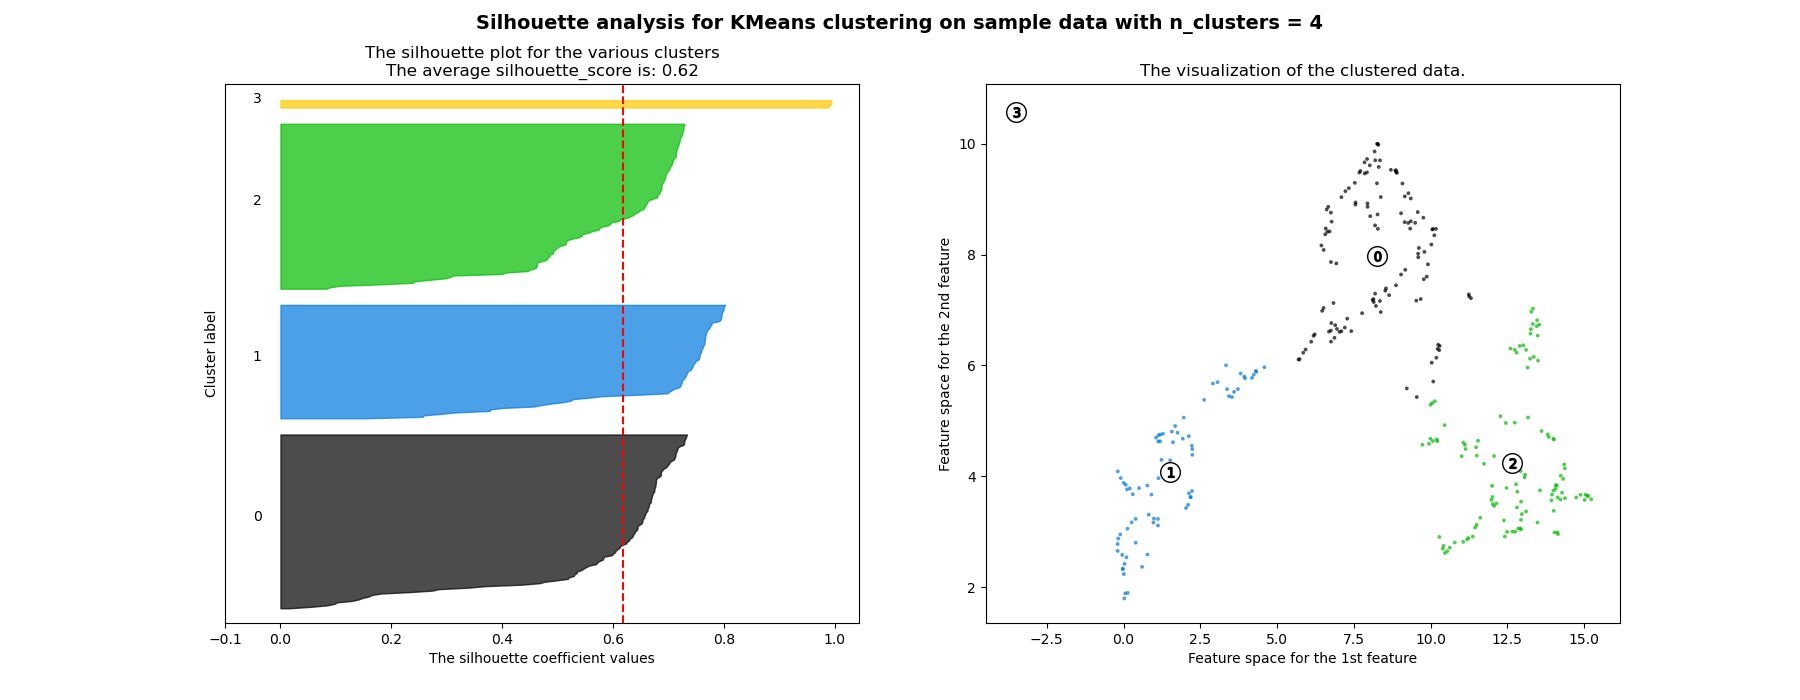 Silhouette analysis for KMeans clustering on sample data with n_clusters = 4
The silhouette plot for the various clusters
The average silhouette_score is: 0.62
3
2
1
0
Cluster label
−0.1 0.0 0.2 0.4 0.6 0.8 1.0
The silhouette coefficient values
The visualization of the clustered data.
3
0
1
2
10
8
6
4
2
Feature space for the 2nd feature
−2.5 0.0 2.5 5.0 7.5 10.0 12.5 15.0
Feature space for the 1st feature